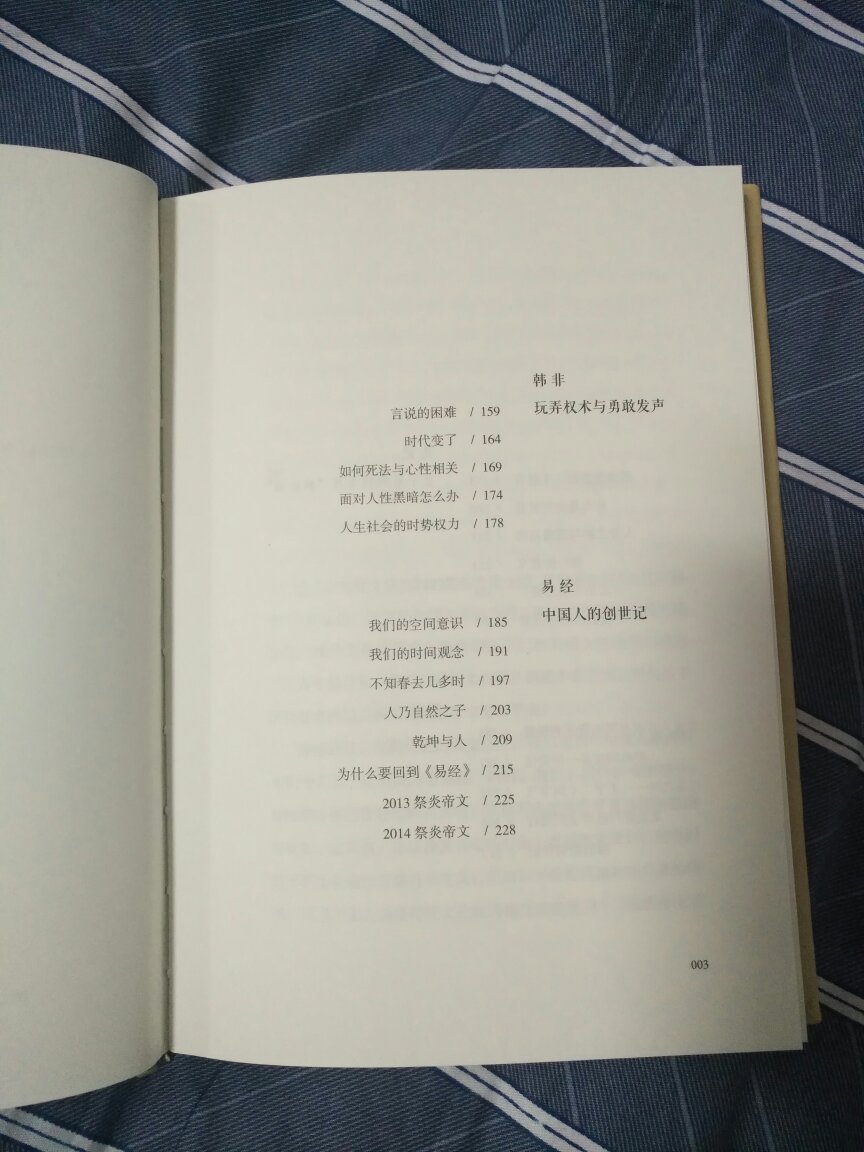 韩非
玩弄权术与勇敢发声
言说的困难 / 159
时代变了 / 164
如何死法与心性相关 / 169
面对人性黑暗怎么办 / 174
人生社会的时势权力 / 178
易经
中国人的创世记
我们的空间意识 / 185
我们的时间观念 / 191
不知春去几多时 / 197
人乃自然之子 / 203
乾坤与人 / 209
为什么要回到《易经》 / 215
2013 祭炎帝文 / 225
2014 祭炎帝文 / 228
003